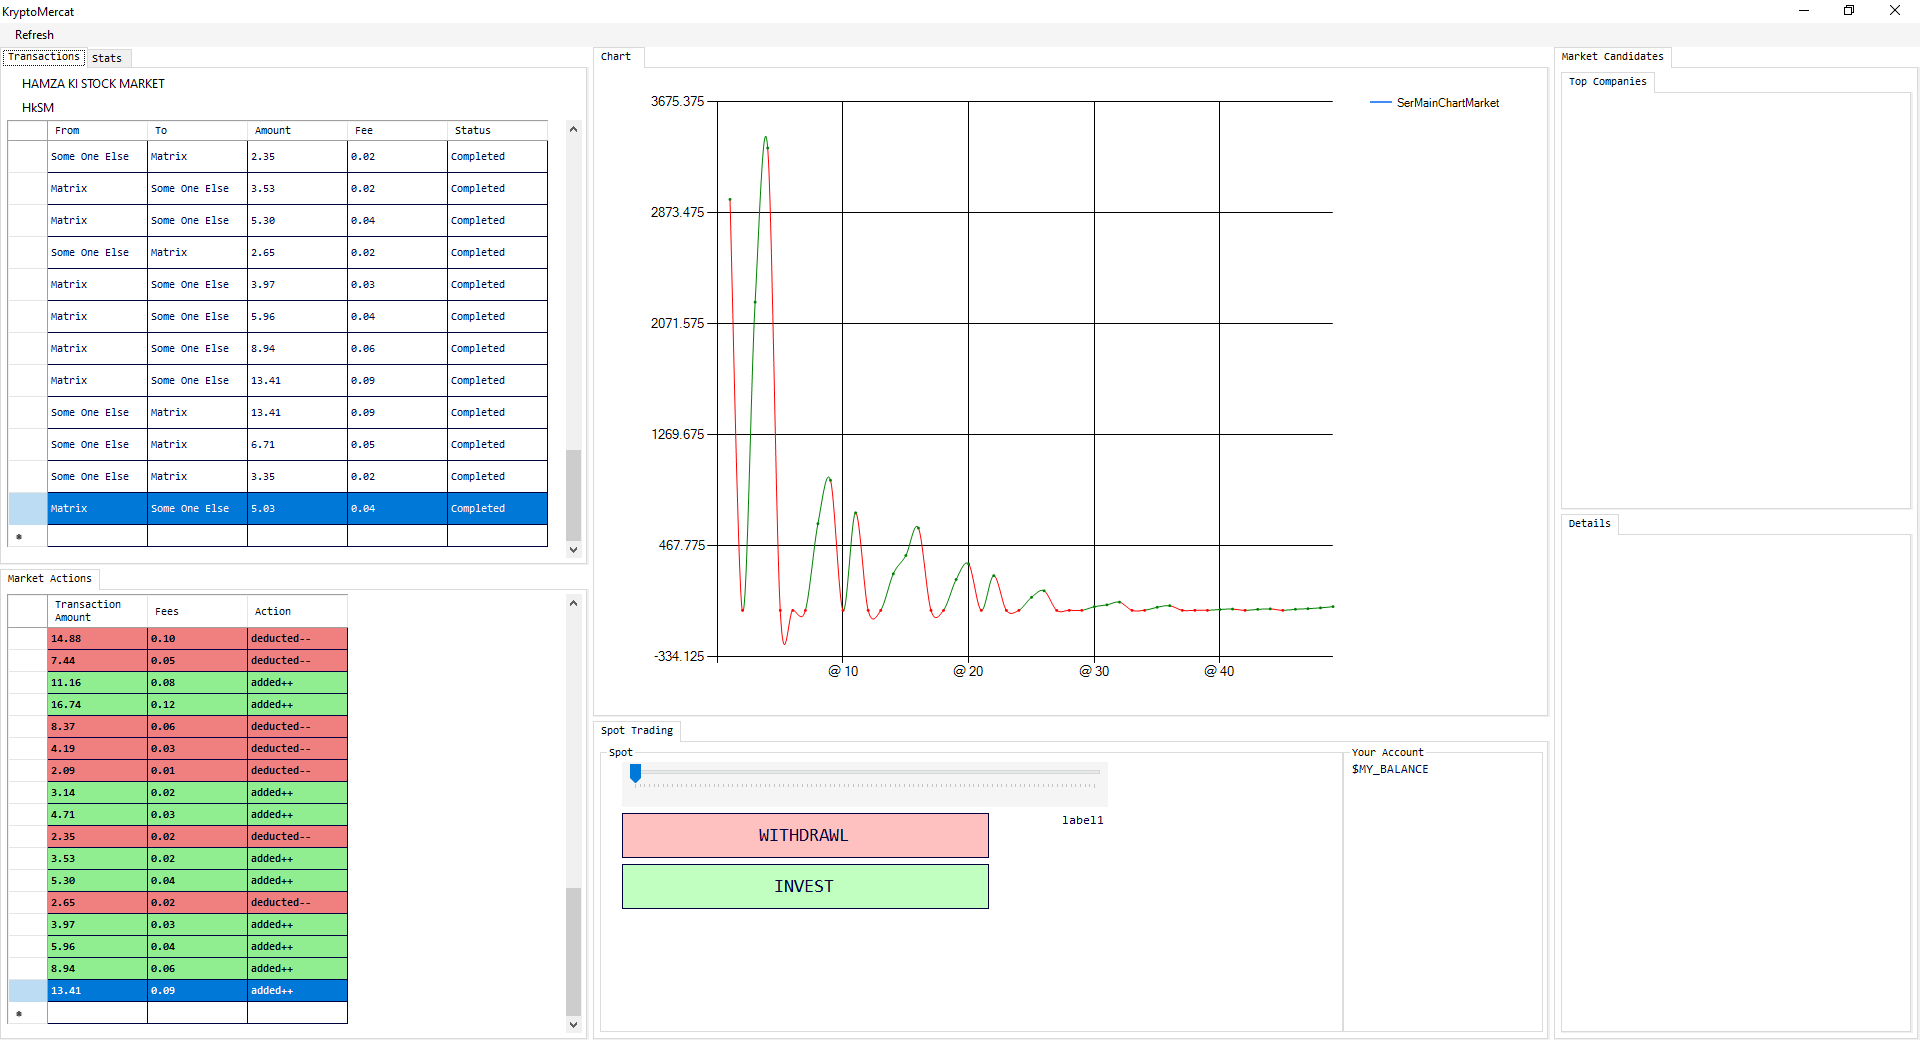 KryptoMercat
Refresh
Transactions Stats
HAMZA KI STOCK MARKET
HkSM
From To Amount Fee Status
Some One Else Matrix 2.35 0.02 Completed
Matrix Some One Else 3.53 0.02 Completed
Matrix Some One Else 5.30 0.04 Completed
Some One Else Matrix 2.65 0.02 Completed
Matrix Some One Else 3.97 0.03 Completed
Matrix Some One Else 5.96 0.04 Completed
Matrix Some One Else 8.94 0.06 Completed
Matrix Some One Else 13.41 0.09 Completed
Some One Else Matrix 13.41 0.09 Completed
Some One Else Matrix 6.71 0.05 Completed
Some One Else Matrix 3.35 0.02 Completed
Matrix Some One Else 5.03 0.04 Completed
Market Actions
Transaction
Amount Fees Action
14.88 0.10 deducted--
7.44 0.05 deducted--
11.16 0.08 added++
16.74 0.12 added++
8.37 0.06 deducted--
4.19 0.03 deducted--
2.09 0.01 deducted--
3.14 0.02 added++
4.71 0.03 added++
2.35 0.02 deducted--
3.53 0.02 added++
5.30 0.04 added++
2.65 0.02 deducted--
3.97 0.03 added++
5.96 0.04 added++
8.94 0.06 added++
13.41 0.09 added++
Chart
3675.375
2873.475
2071.575
1269.675
467.775
-334.125
@ 10 @ 20 @ 30 @ 40
SerMainChartMarket
Spot Trading
Spot
label1
WITHDRAWL
INVEST
Your Account
$MY_BALANCE
Market Candidates
Top Companies
Details